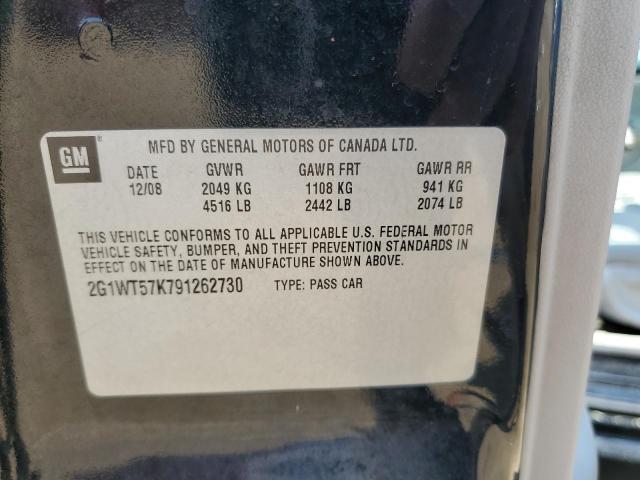 GM ® MFD BY GENERAL MOTORS OF CANADA LTD.
DATE GVWR GAWR FRT GAWR RR
12/08 2049 KG 1108 KG 941 KG
4516 LB 2442 LB 2074 LB
THIS VEHICLE CONFORMS TO ALL APPLICABLE U.S. FEDERAL MOTOR
VEHICLE SAFETY, BUMPER, AND THEFT PREVENTION STANDARDS IN
EFFECT ON THE DATE OF MANUFACTURE SHOWN ABOVE.
2G1WT57K791262730 TYPE: PASS CAR